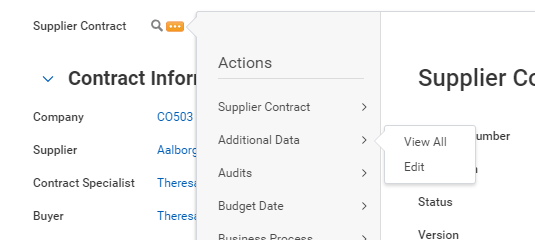 Supplier Contract
Contract Infor
Company CO503
Supplier Aalborg
Contract Specialist Theresa
Buyer Theresa
Actions
Supplier Contract
Additional Data
Audits
Budget Date
Business Process
View All
Edit
Supplier Co
umber
Status
Version